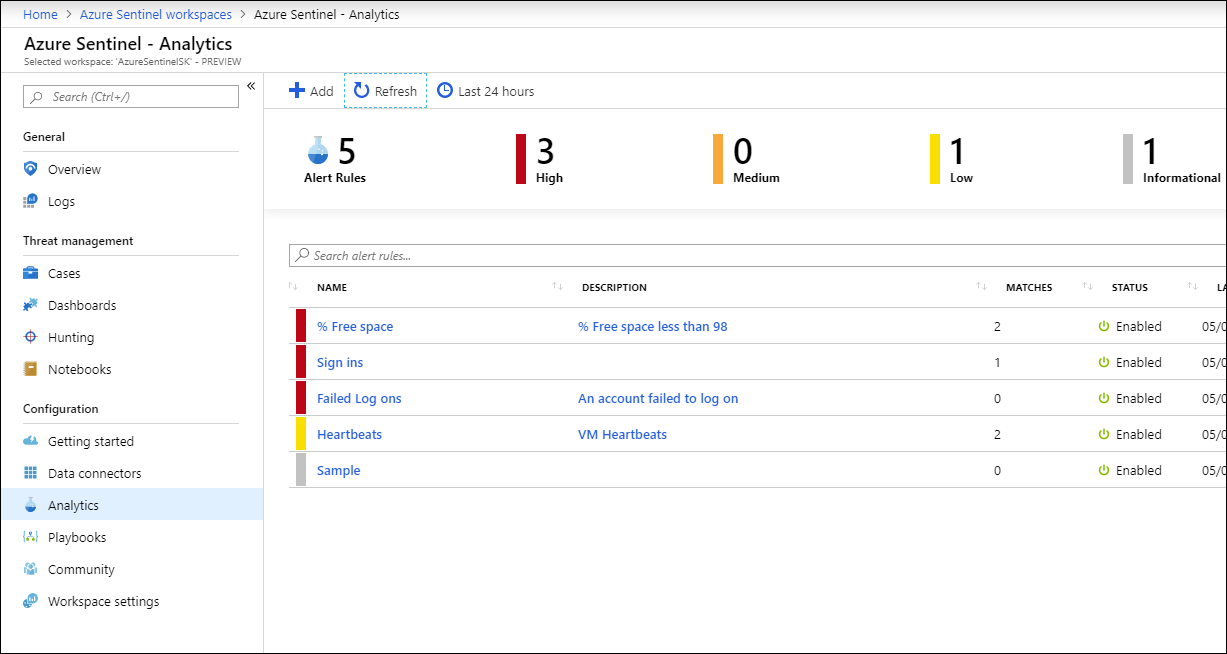 Home > Azure Sentinel workspaces > Azure Sentinel - Analytics
Azure Sentinel - Analytics
Selected workspace: 'AzureSentinelSK' - PREVIEW
Search (Ctrl+/)
«
Add Refresh Last 24 hours
General
Overview
Logs
Threat management
Cases
Dashboards
Hunting
Notebooks
Configuration
Getting started
Data connectors
Analytics
Playbooks
Community
Workspace settings
5 3 0 1 1
Alert Rules High Medium Low Informational
Search alert rules...
NAME DESCRIPTION MATCHES STATUS LA
% Free space % Free space less than 98 2 Enabled 05/0
Sign ins 1 Enabled 05/0
Failed Log ons An account failed to log on 0 Enabled 05/0
Heartbeats VM Heartbeats 2 Enabled 05/0
Sample 0 Enabled 05/0